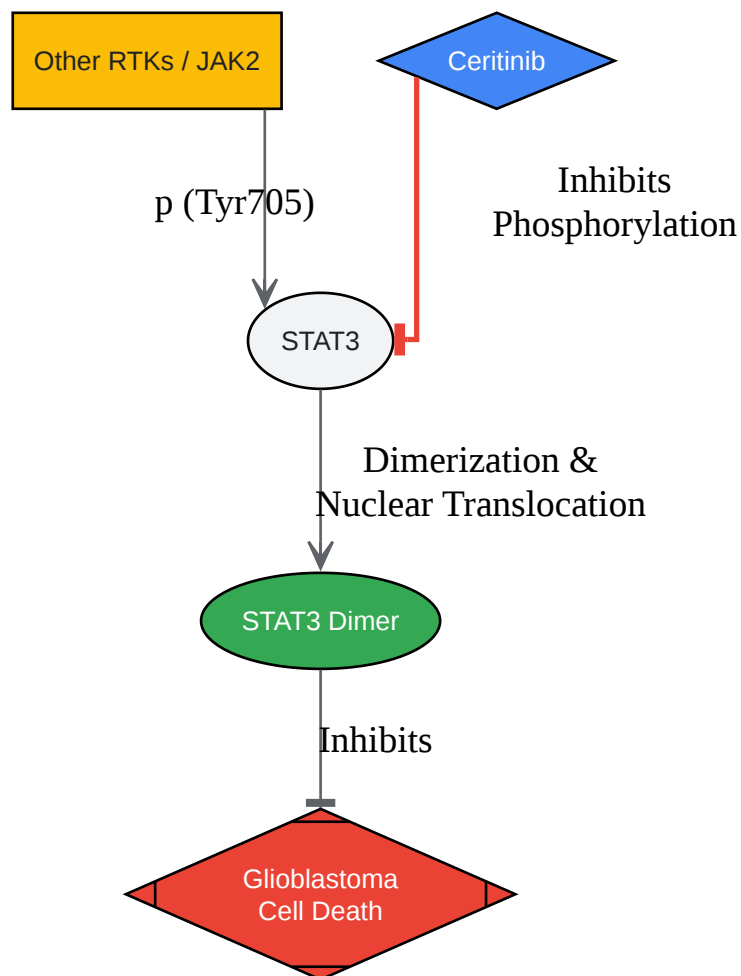 Other RTKs / JAK2
Ceritinib
p (Tyr705)
Inhibits
Phosphorylation
STAT3
Dimerization &
Nuclear Translocation
STAT3 Dimer
Inhibits
Glioblastoma
Cell Death